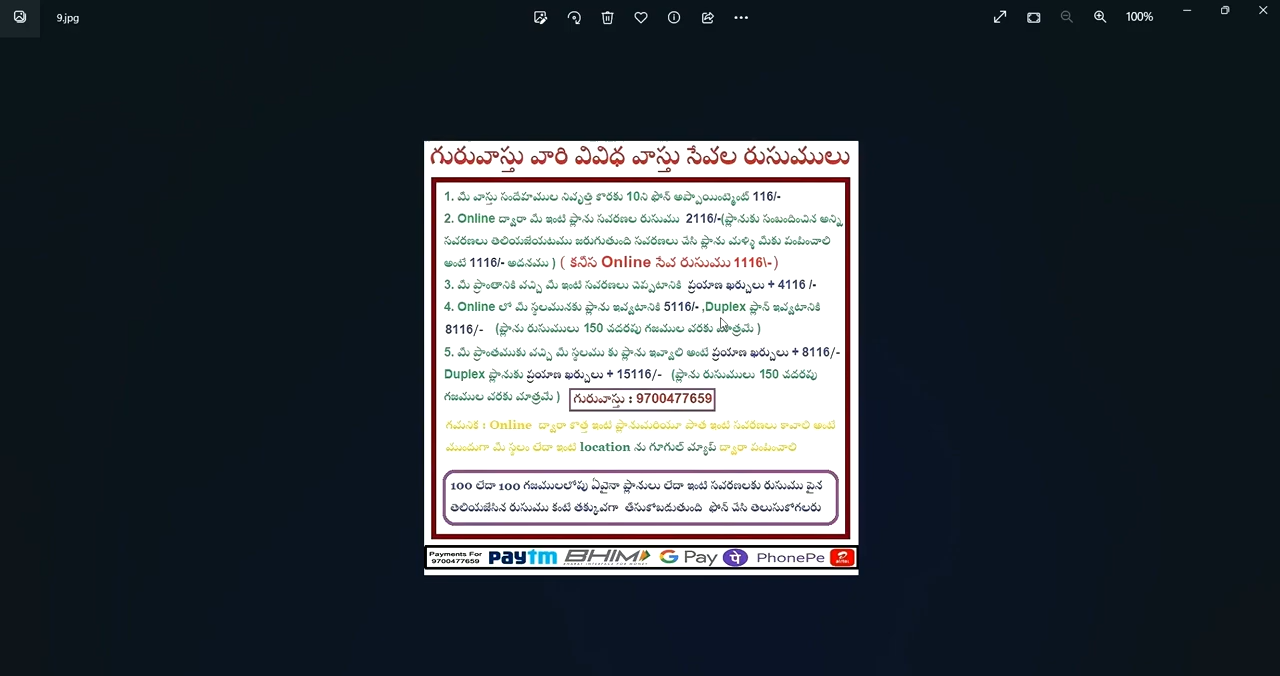 9.jpg
100%
గురువాస్తు వారి వివిధ వాస్తు సేవల రుసుములు
1. మీ వాస్తు సందేహముల నివృత్తి కొరకు 10ని ఫోన్ అప్పాయింట్మెంట్ 116/-
2. Online ద్వారా మీ ఇంటి ప్లాను సవరణల రుసుము 2116/-(ప్లానుకు సంబందించిన అన్ని
సవరణలు తెలియజేయటము జరుగుతుంది సవరణలు చేసి ప్లాను మళ్ళి మీకు పంపించాలి
అంటే 1116/- అదనము ) ( కనీస Online సేవ రుసుము 1116\-)
3. మీ ప్రాంతానికి వచ్చి మీ ఇంటి సవరణలు చెప్పటానికి ప్రయాణ ఖర్చులు + 4116 /-
4. Online లో మీ స్థలమునకు ప్లాను ఇవ్వటానికి 5116/- ,Duplex ప్లాన్ ఇవ్వటానికి
8116/- (ప్లాను రుసుములు 150 చదరపు గజముల వరకు మాత్రమే )
5. మీ ప్రాంతముకు వచ్చి మీ స్థలము కు ప్లాను ఇవ్వాలి అంటే ప్రయాణ ఖర్చులు + 8116/-
Duplex ప్లానుకు ప్రయాణ ఖర్చులు + 15116/- (ప్లాను రుసుములు 150 చదరపు
గజముల వరకు మాత్రమే ) గురువాస్తు : 9700477659
గమనిక : Online ద్వారా కొత్త ఇంటి ప్లానుమరియూ పాత ఇంటి సవరణలు కావాలి అంటే
ముందుగా మీ స్థలం లేదా ఇంటి location ను గూగుల్ మ్యాప్ ద్వారా పంపించాలి
100 లేదా 100 గజములలోపు ఏవైనా ప్లానులు లేదా ఇంటి సవరణలకు రుసుము పైన
తెలియజేసిన రుసుము కంటే తక్కువగా తీసుకోబడుతుంది ఫోన్ చేసి తెలుసుకోగలరు
Payments For
9700477659
paytm BHIM G Pay PhonePe airtel